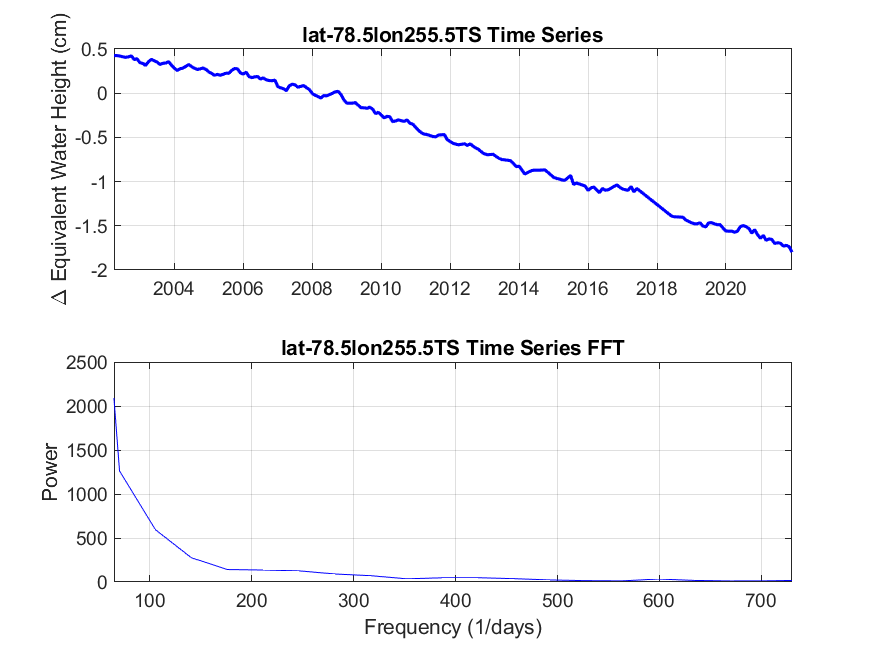 lat-78.5lon255.5TS Time Series
Δ Equivalent Water Height (cm)
0.5
0
-0.5
-1
-1.5
-2
2004 2006 2008 2010 2012 2014 2016 2018 2020
lat-78.5lon255.5TS Time Series FFT
Power
2500
2000
1500
1000
500
0
100 200 300 400 500 600 700
Frequency (1/days)